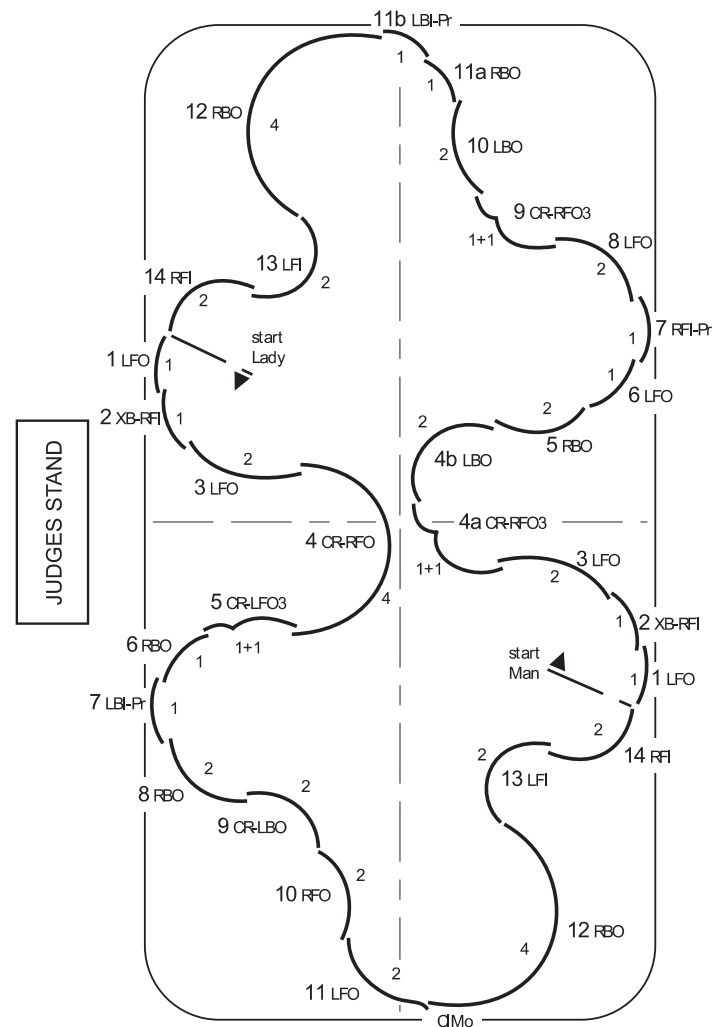 11b LBI-Pr
1
11a RBO
1
12 RBO
4
10 LBO
2
9 CR-RFO3
1+1
8 LFO
2
13 LFI
2
14 RFI
2
start
Lady
7 RFI-Pr
1
1 LFO
1
6 LFO
1
2 XB-RFI
1
2
5 RBO
2
4b LBO
3 LFO
2
JUDGES STAND
4 CR-RFO
4
4a CR-RFO3
1+1
3 LFO
2
5 CR-LFO3
1+1
2 XB-RFI
1
6 RBO
1
start
Man
1 LFO
1
7 LBI-Pr
1
14 RFI
2
13 LFI
2
8 RBO
2
9 CR-LBO
2
10 RFO
2
12 RBO
4
11 LFO
2
ClMo